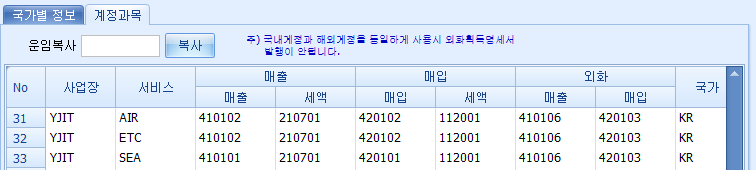 국가별 정보 계정과목
운임복사 복사 주) 국내계정과 해외계정을 동일하게 사용시 외화획득명세서
발행이 안됩니다.
No 사업장 서비스 매출 매입 외화 국가
매출 세액 매입 세액 매출 매입
31 YJIT AIR 410102 210701 420102 112001 410106 420103 KR
32 YJIT ETC 410102 210701 420102 112001 410106 420103 KR
33 YJIT SEA 410101 210701 420101 112001 410106 420103 KR